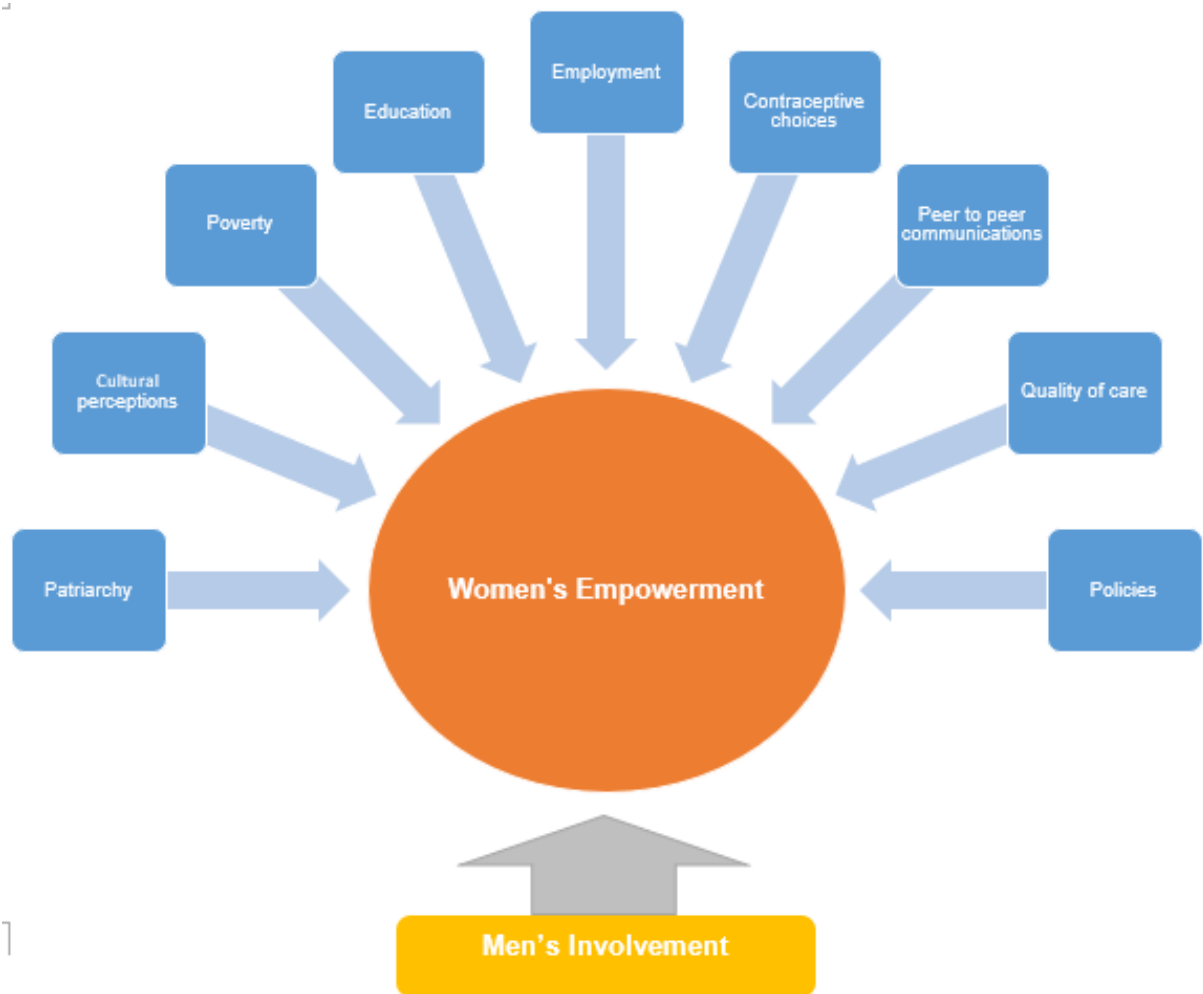 Employment
Education
Contraceptive
choices
Poverty
Peer to peer
communications
Cultural
perceptions
Quality of care
Patriarchy
Women's Empowerment
Policies
Men’s Involvement